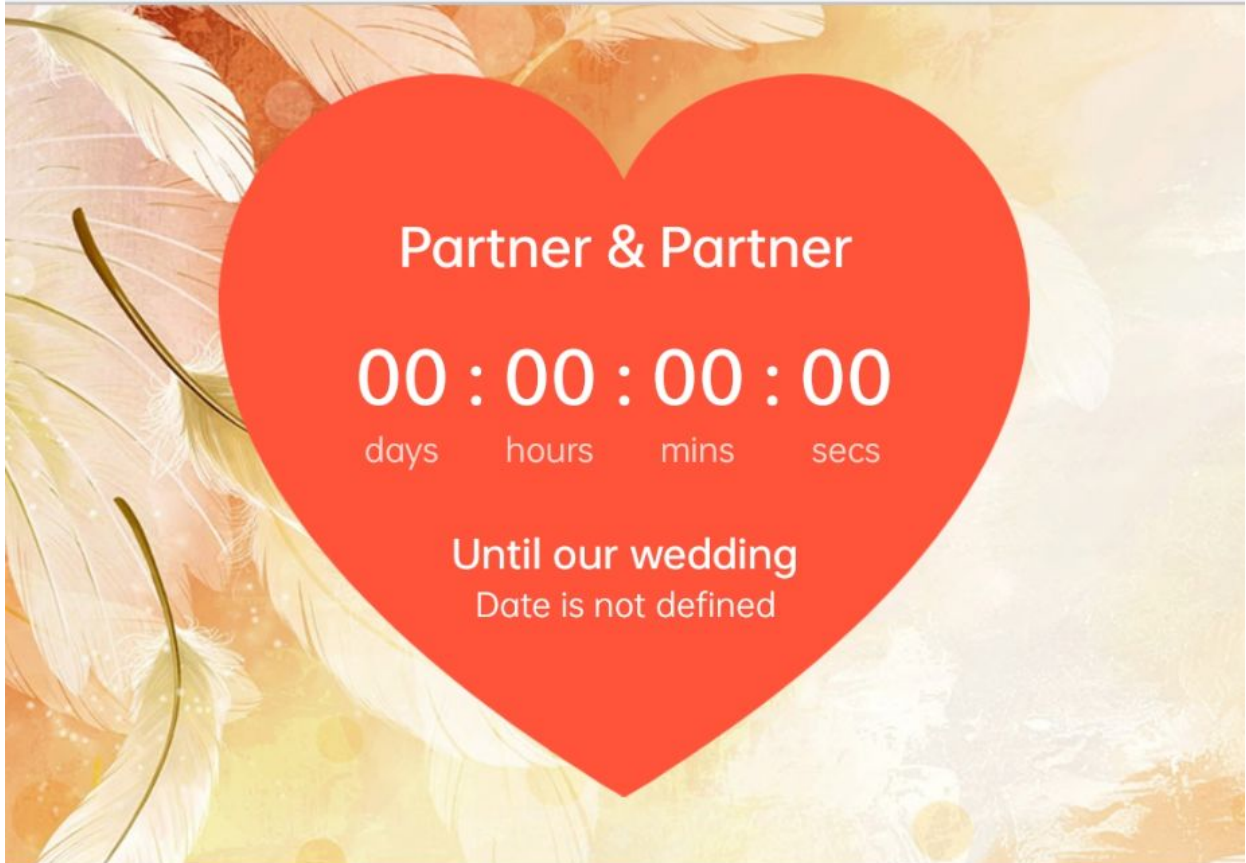 Partner & Partner
00 : 00 : 00 : 00
days hours mins secs
Until our wedding
Date is not defined